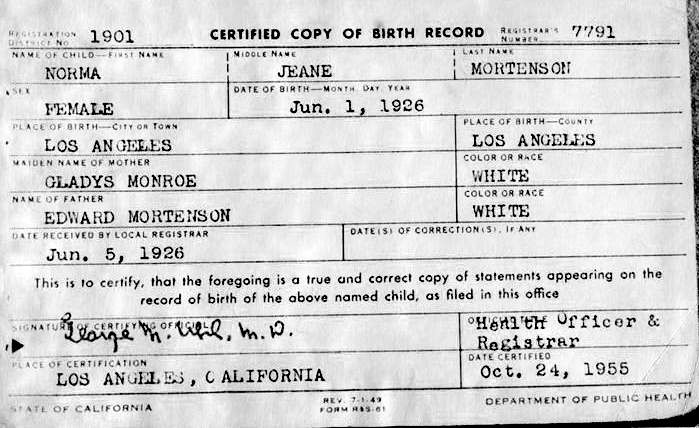 REGISTRATION DISTRICT NO. 1901 CERTIFIED COPY OF BIRTH RECORD REGISTRAR'S NUMBER 7791
NAME OF CHILD—FIRST NAME MIDDLE NAME LAST NAME
NORMA JEANE MORTENSON
SEX DATE OF BIRTH—MONTH, DAY, YEAR
FEMALE Jun. 1, 1926
PLACE OF BIRTH—CITY OR TOWN PLACE OF BIRTH—COUNTY
LOS ANGELES LOS ANGELES
MAIDEN NAME OF MOTHER COLOR OR RACE
GLADYS MONROE WHITE
NAME OF FATHER COLOR OR RACE
EDWARD MORTENSON WHITE
DATE RECEIVED BY LOCAL REGISTRAR DATE(S) OF CORRECTION(S), IF ANY
Jun. 5, 1926
This is to certify, that the foregoing is a true and correct copy of statements appearing on the
record of birth of the above named child, as filed in this office
SIGNATURE OF CERTIFYING OFFICIAL
George M. Uhl, M.D. Health Officer &
Registrar
PLACE OF CERTIFICATION DATE CERTIFIED
LOS ANGELES, CALIFORNIA Oct. 24, 1955
STATE OF CALIFORNIA REV. 7-1-49 DEPARTMENT OF PUBLIC HEALTH
FORM R&S-61